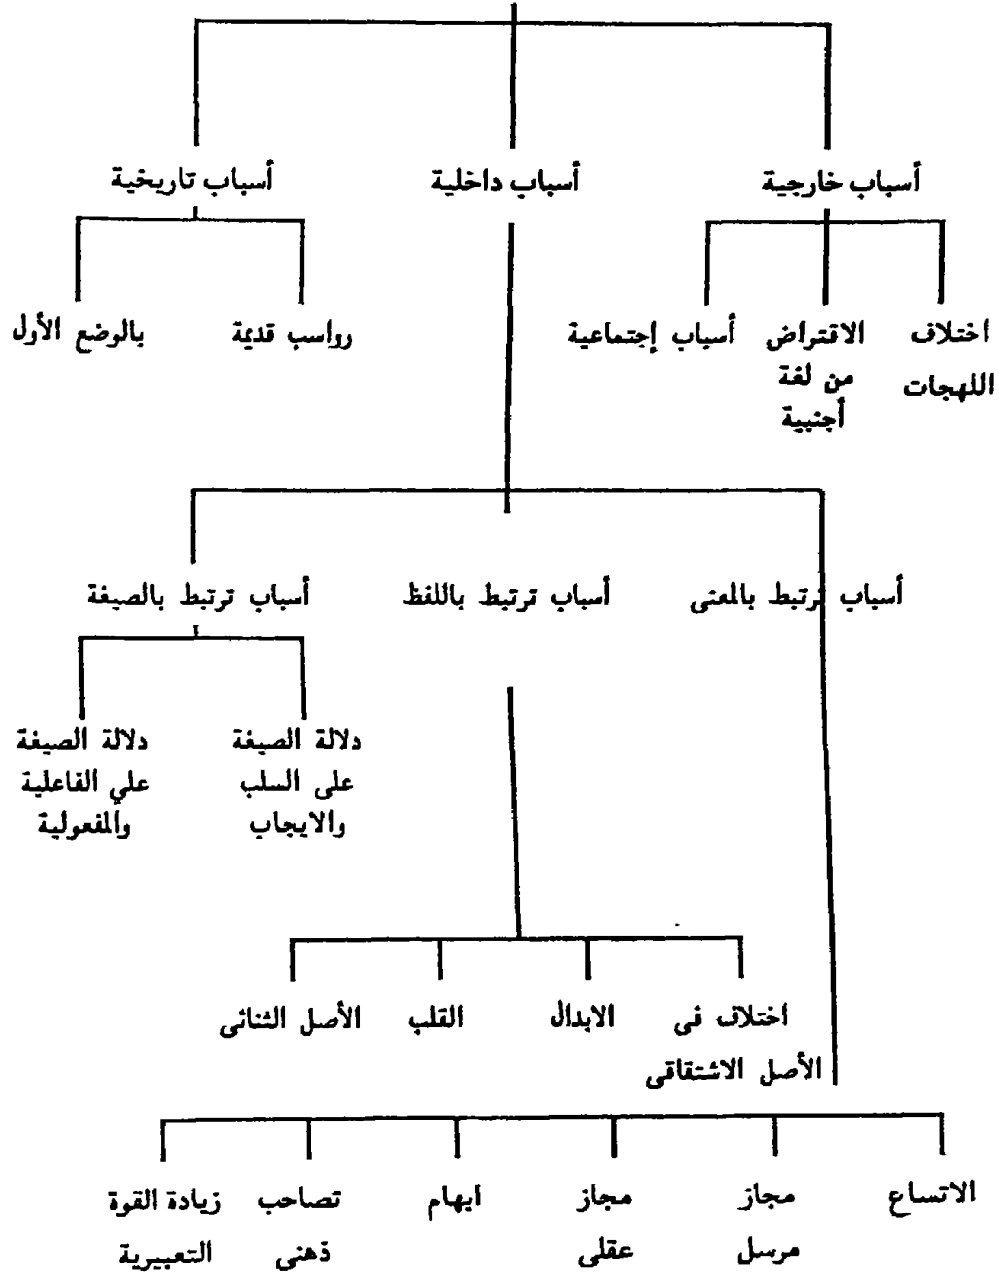 أسباب خارجية
أسباب داخلية
أسباب تاريخية
اختلاف
اللهجات
الاقتراض
من لغة
أجنبية
أسباب إجتماعية
رواسب قديمة
بالوضع الأول
أسباب ترتبط بالمعنى
أسباب ترتبط باللفظ
أسباب ترتبط بالصيغة
دلالة الصيغة
على السلب
والايجاب
دلالة الصيغة
علي الفاعلية
والمفعولية
اختلاف فى
الأصل الاشتقاقى
الابدال
القلب
الأصل الثنائى
الاتساع
مجاز
مرسل
مجاز
عقلى
ايهام
تصاحب
ذهنى
زيادة القوة
التعبيرية